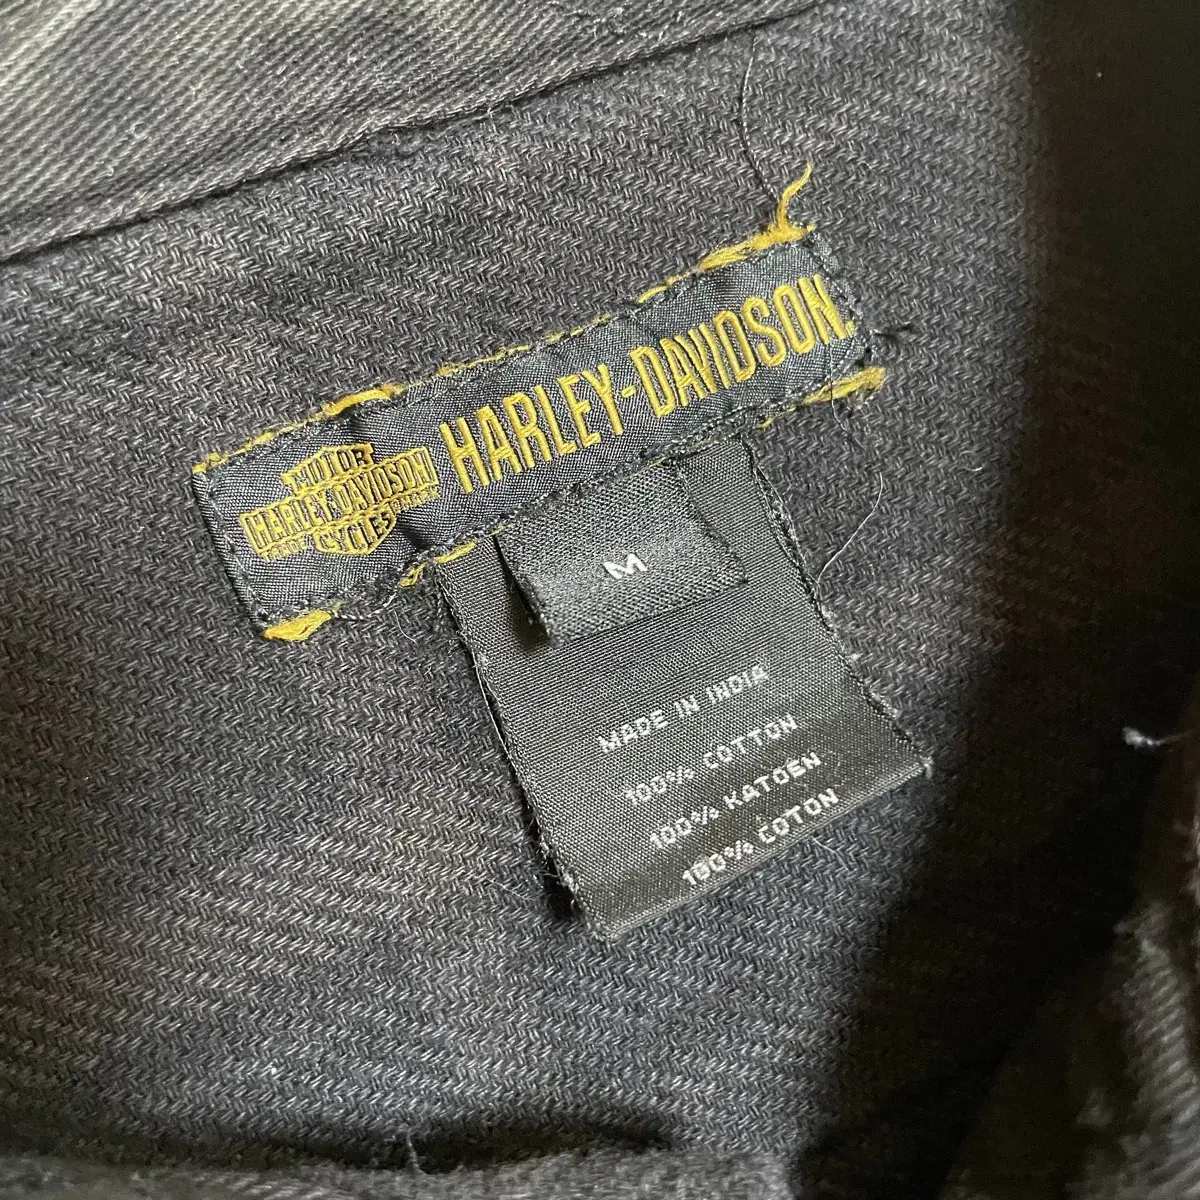 MOTOR
HARLEY-DAVIDSON
CYCLES
HARLEY-DAVIDSON
M
MADE IN INDIA
100% COTTON
100% KATOEN
100% COTON